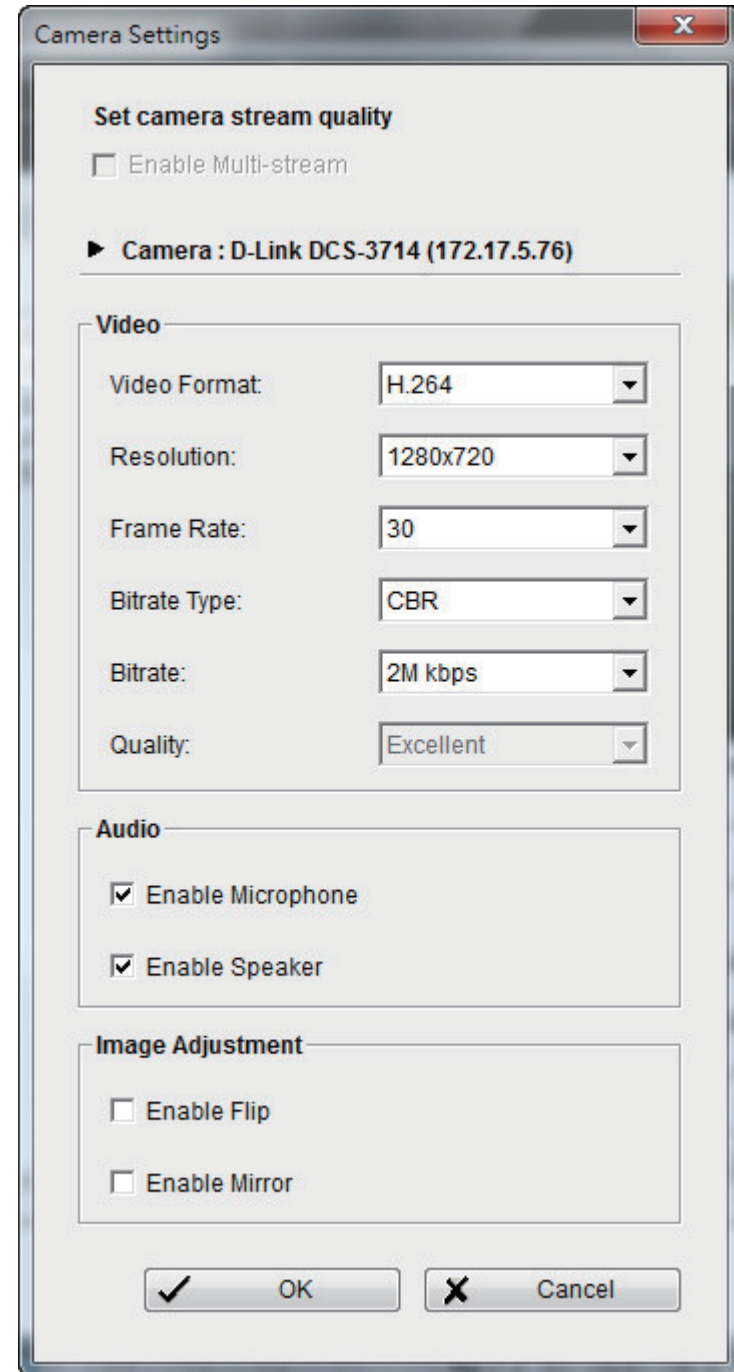 Camera Settings
Set camera stream quality
Enable Multi-stream
Camera : D-Link DCS-3714 (172.17.5.76)
Video
Video Format: H.264
Resolution: 1280x720
Frame Rate: 30
Bitrate Type: CBR
Bitrate: 2M kbps
Quality: Excellent
Audio
Enable Microphone
Enable Speaker
Image Adjustment
Enable Flip
Enable Mirror
OK Cancel